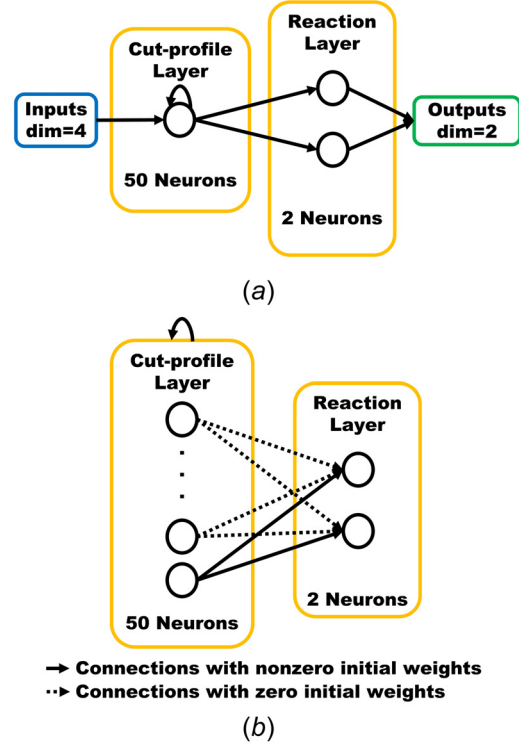 Cut-profile
Layer
Reaction
Layer
Inputs
dim=4
Outputs
dim=2
50 Neurons
2 Neurons
(a)
Cut-profile
Layer
Reaction
Layer
50 Neurons
2 Neurons
Connections with nonzero initial weights
Connections with zero initial weights
(b)